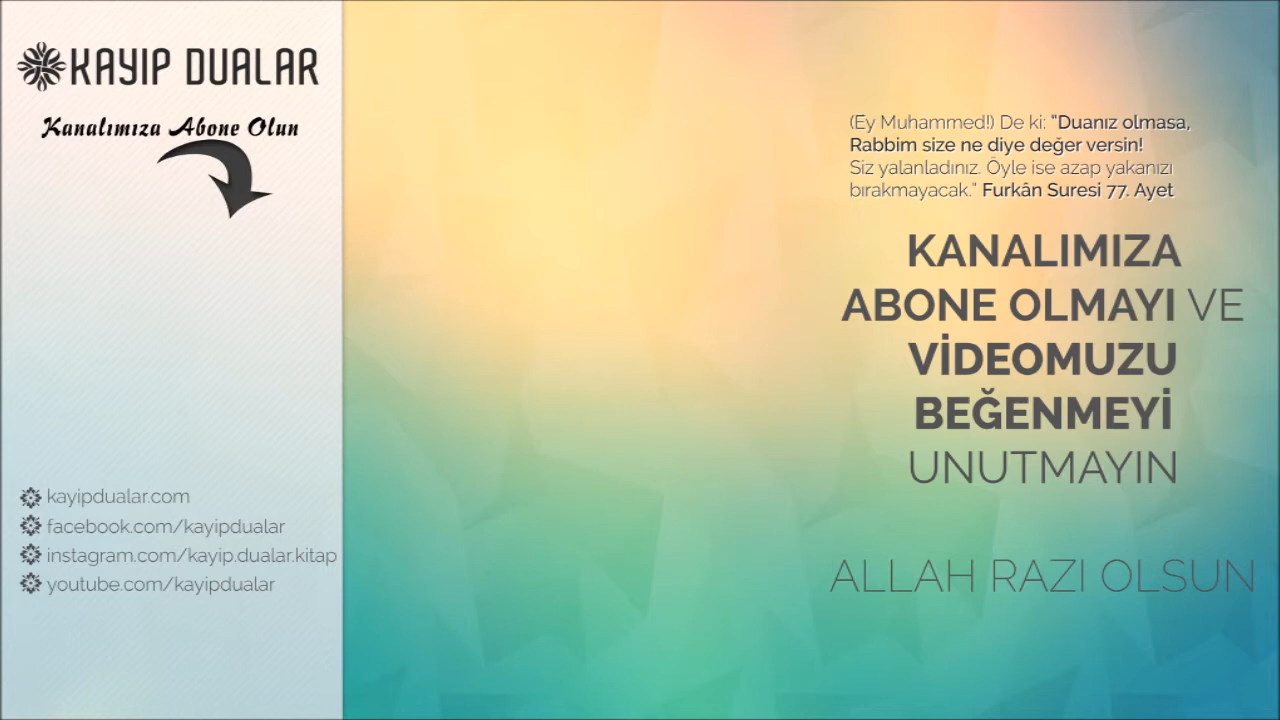 KAYIP DUALAR
Kanalımıza Abone Olun
kayipdualar.com
facebook.com/kayipdualar
instagram.com/kayip.dualar.kitap
youtube.com/kayipdualar
(Ey Muhammed!) De ki: "Duanız olmasa,
Rabbim size ne diye değer versin!
Siz yalanladınız. Öyle ise azap yakanızı
bırakmayacak." Furkân Suresi 77. Ayet
KANALIMIZA
ABONE OLMAYI VE
VİDEOMUZU
BEĞENMEYİ
UNUTMAYIN
ALLAH RAZI OLSUN